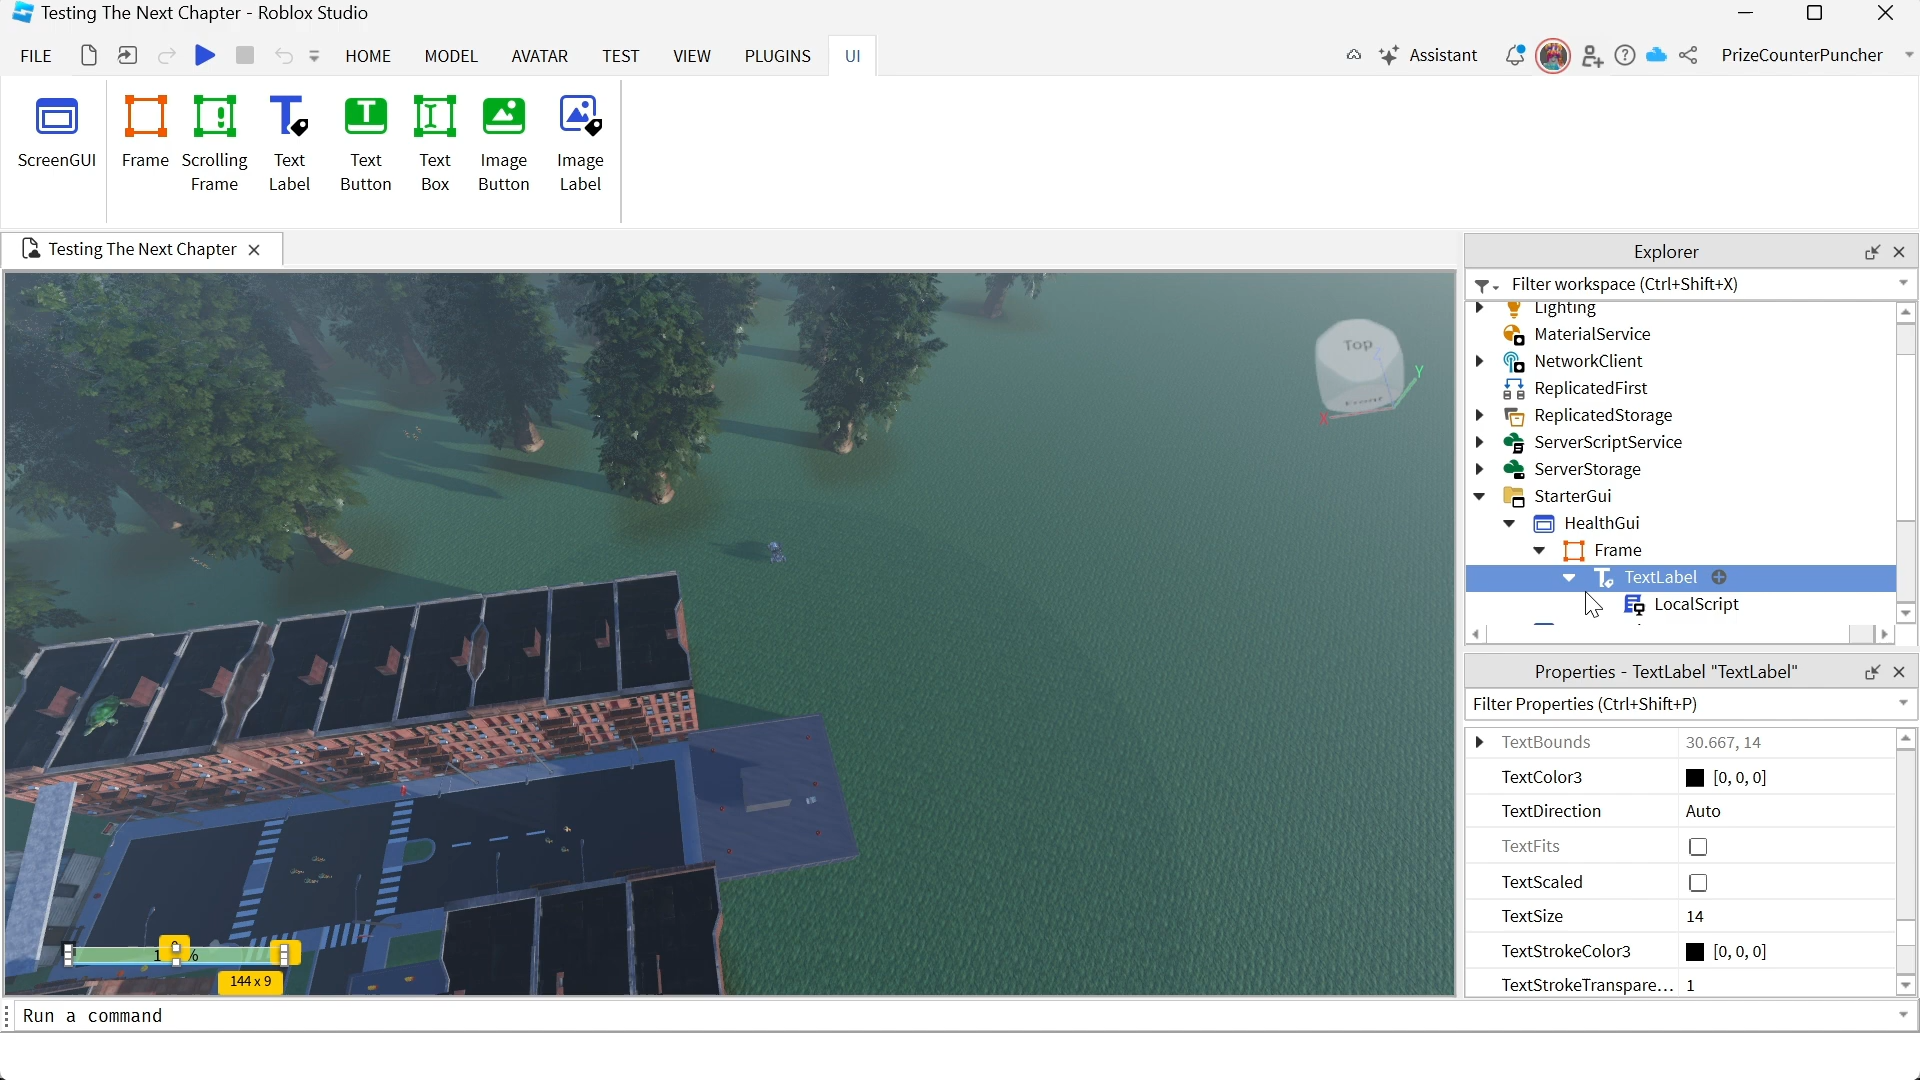 Testing The Next Chapter - Roblox Studio
FILE HOME MODEL AVATAR TEST VIEW PLUGINS UI Assistant PrizeCounterPuncher
ScreenGUI
Frame
Scrolling
Frame
Text
Label
Text
Button
Text
Box
Image
Button
Image
Label
Testing The Next Chapter
Top
Front
X
Y
144 x 9
Explorer
Filter workspace (Ctrl+Shift+X)
Lighting
MaterialService
NetworkClient
ReplicatedFirst
ReplicatedStorage
ServerScriptService
ServerStorage
StarterGui
HealthGui
Frame
TextLabel
LocalScript
Properties - TextLabel "TextLabel"
Filter Properties (Ctrl+Shift+P)
TextBounds 30.667, 14
TextColor3 [0, 0, 0]
TextDirection Auto
TextFits
TextScaled
TextSize 14
TextStrokeColor3 [0, 0, 0]
TextStrokeTranspare... 1
Run a command